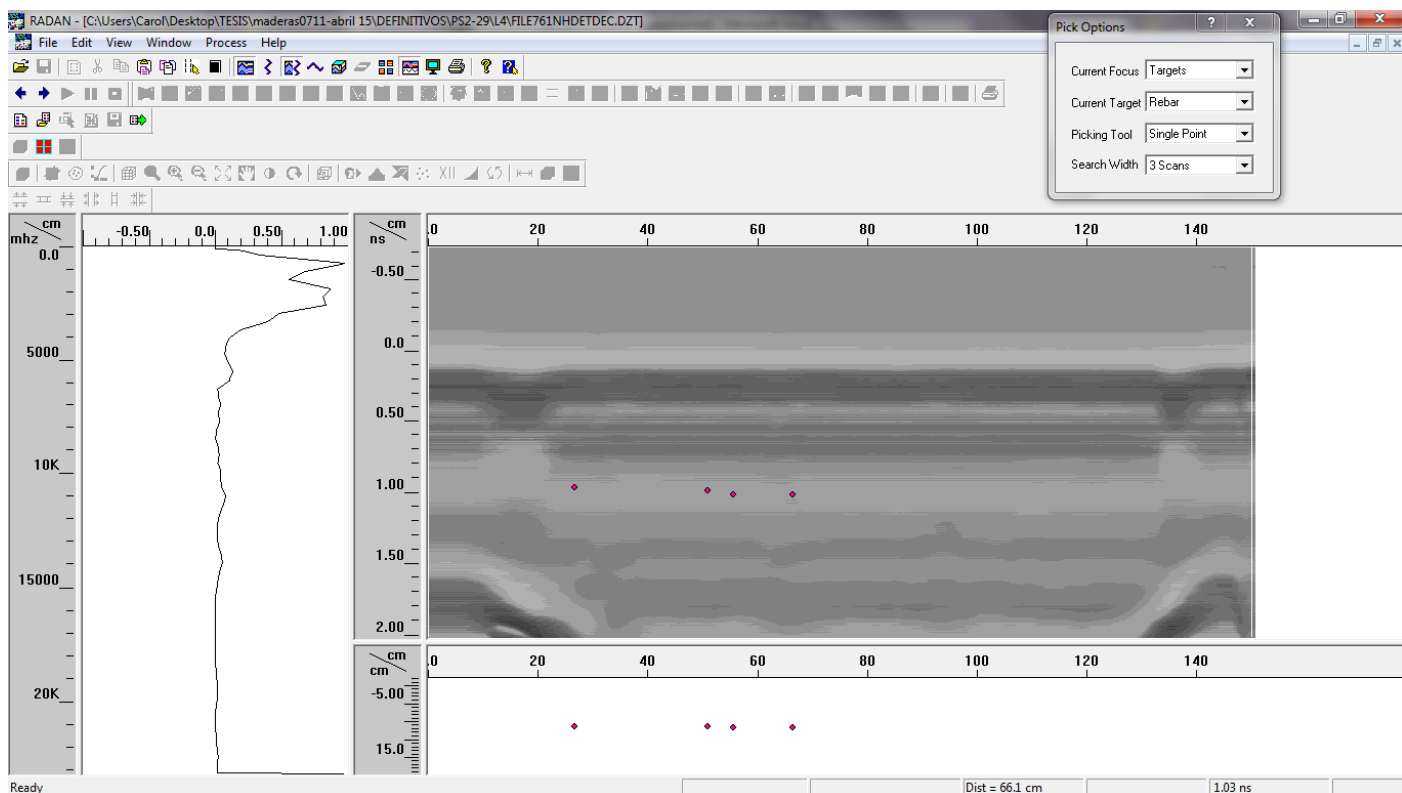 RADAN - [C:\Users\Carol\Desktop\TESIS\maderas0711-abril 15\DEFINITIVOS\PS2-29\L4\FILE761NHDETDEC.DZT]
File Edit View Window Process Help
Pick Options
Current Focus Targets
Current Target Rebar
Picking Tool Single Point
Search Width 3 Scans
XII
cm
mhz
-0.50 0.0 0.50 1.00
0.0
5000
10K
15000
20K
cm
ns
.0 20 40 60 80 100 120 140
-0.50
0.0
0.50
1.00
1.50
2.00
cm
cm
.0 20 40 60 80 100 120 140
-5.00
15.0
Ready Dist = 66.1 cm 1.03 ns